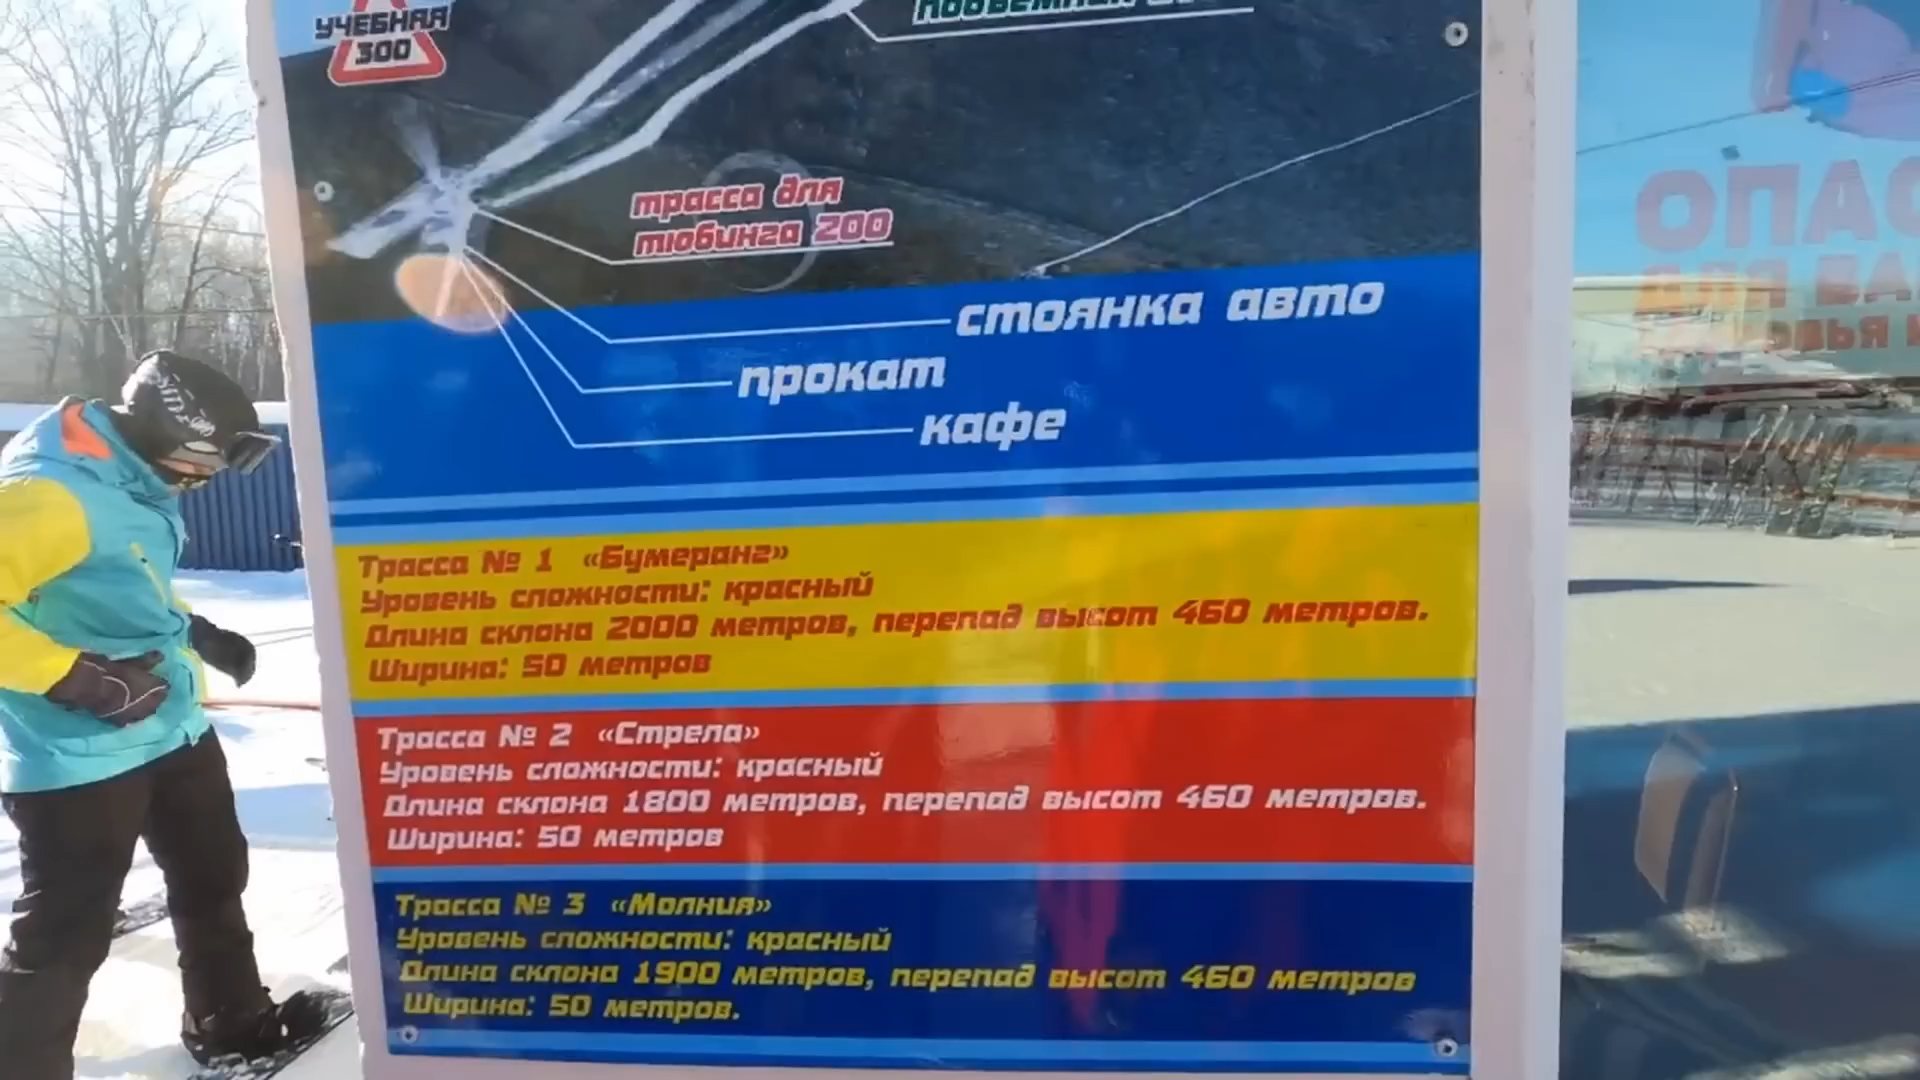 УЧЕБНАЯ
300
трасса для
тюбинга 200
стоянка авто
прокат
кафе
Трасса № 1 «Бумеранг»
Уровень сложности: красный
Длина склона 2000 метров, перепад высот 460 метров.
Ширина: 50 метров
Трасса № 2 «Стрела»
Уровень сложности: красный
Длина склона 1800 метров, перепад высот 460 метров.
Ширина: 50 метров
Трасса № 3 «Молния»
Уровень сложности: красный
Длина склона 1900 метров, перепад высот 460 метров
Ширина: 50 метров.